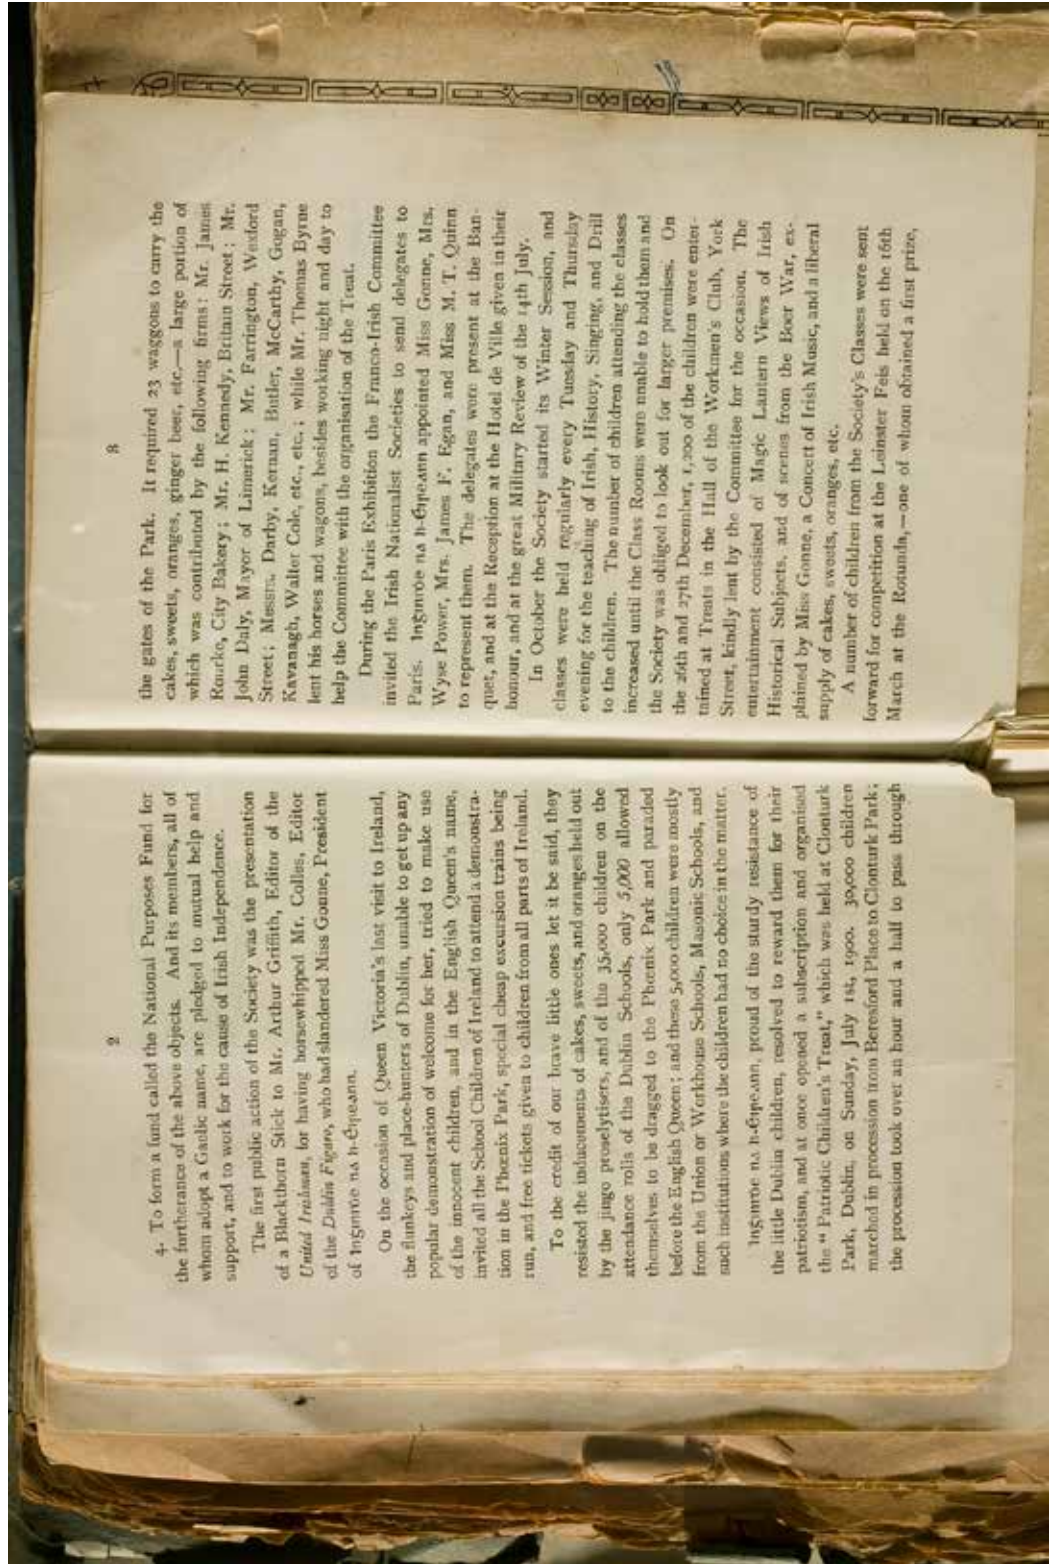 2
4. To form a fund called the National Purposes Fund for
the furtherance of the above objects. And its members, all of
whom adopt a Gaelic name, are pledged to mutual help and
support, and to work for the cause of Irish Independence.
The first public action of the Society was the presentation
of a Blackthorn Stick to Mr. Arthur Griffith, Editor of the
United Irishman, for having horsewhipped Mr. Colles, Editor
of the Dublin Figaro, who had slandered Miss Gonne, President
of Inġinıḋe na h-Éıreann.
On the occasion of Queen Victoria's last visit to Ireland,
the flunkeys and place-hunters of Dublin, unable to get up any
popular demonstration of welcome for her, tried to make use
of the innocent children, and in the English Queen's name,
invited all the School Children of Ireland to attend a demonstra-
tion in the Phœnix Park, special cheap excursion trains being
run, and free tickets given to children from all parts of Ireland.
To the credit of our brave little ones let it be said, they
resisted the inducements of cakes, sweets, and oranges held out
by the jingo proselytisers, and of the 35,000 children on the
attendance rolls of the Dublin Schools, only 5,000 allowed
themselves to be dragged to the Phœnix Park and paraded
before the English Queen; and these 5,000 children were mostly
from the Union or Workhouse Schools, Masonic Schools, and
such institutions where the children had no choice in the matter.
Inġinıḋe na h-Éıreann, proud of the sturdy resistance of
the little Dublin children, resolved to reward them for their
patriotism, and at once opened a subscription and organised
the "Patriotic Children's Treat," which was held at Clonturk
Park, Dublin, on Sunday, July 1st, 1900. 30,000 children
marched in procession from Beresford Place to Clonturk Park;
the procession took over an hour and a half to pass through
3
the gates of the Park. It required 23 waggons to carry the
cakes, sweets, oranges, ginger beer, etc.—a large portion of
which was contributed by the following firms: Mr. James
Rourke, City Bakery; Mr. H. Kennedy, Britain Street; Mr.
John Daly, Mayor of Limerick; Mr. Farrington, Wexford
Street; Messrs. Darby, Kernan, Butler, McCarthy, Gogan,
Kavanagh, Walter Cole, etc., etc.; while Mr. Thomas Byrne
lent his horses and wagons, besides working night and day to
help the Committee with the organisation of the Treat.
During the Paris Exhibition the Franco-Irish Committee
invited the Irish Nationalist Societies to send delegates to
Paris. Inġinıḋe na h-Éıreann appointed Miss Gonne, Mrs.
Wyse Power, Mrs. James F. Egan, and Miss M. T. Quinn
to represent them. The delegates were present at the Ban-
quet, and at the Reception at the Hotel de Ville given in their
honour, and at the great Military Review of the 14th July.
In October the Society started its Winter Session, and
classes were held regularly every Tuesday and Thursday
evening for the teaching of Irish, History, Singing, and Drill
to the children. The number of children attending the classes
increased until the Class Rooms were unable to hold them and
the Society was obliged to look out for larger premises. On
the 26th and 27th December, 1,200 of the children were enter-
tained at Treats in the Hall of the Workmen's Club, York
Street, kindly lent by the Committee for the occasion. The
entertainment consisted of Magic Lantern Views of Irish
Historical Subjects, and of scenes from the Boer War, ex-
plained by Miss Gonne, a Concert of Irish Music, and a liberal
supply of cakes, sweets, oranges, etc.
A number of children from the Society's Classes were sent
forward for competition at the Leinster Feis held on the 16th
March at the Rotunda,—one of whom obtained a first prize,